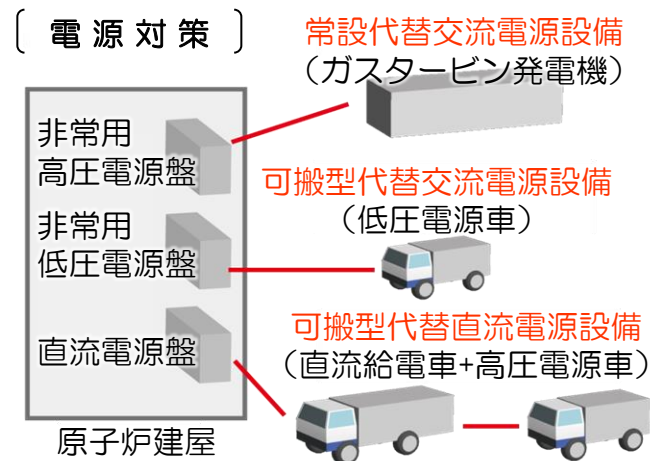 〔 電源対策 〕
常設代替交流電源設備
（ガスタービン発電機）
非常用
高圧電源盤
可搬型代替交流電源設備
（低圧電源車）
非常用
低圧電源盤
可搬型代替直流電源設備
（直流給電車+高圧電源車）
直流電源盤
原子炉建屋